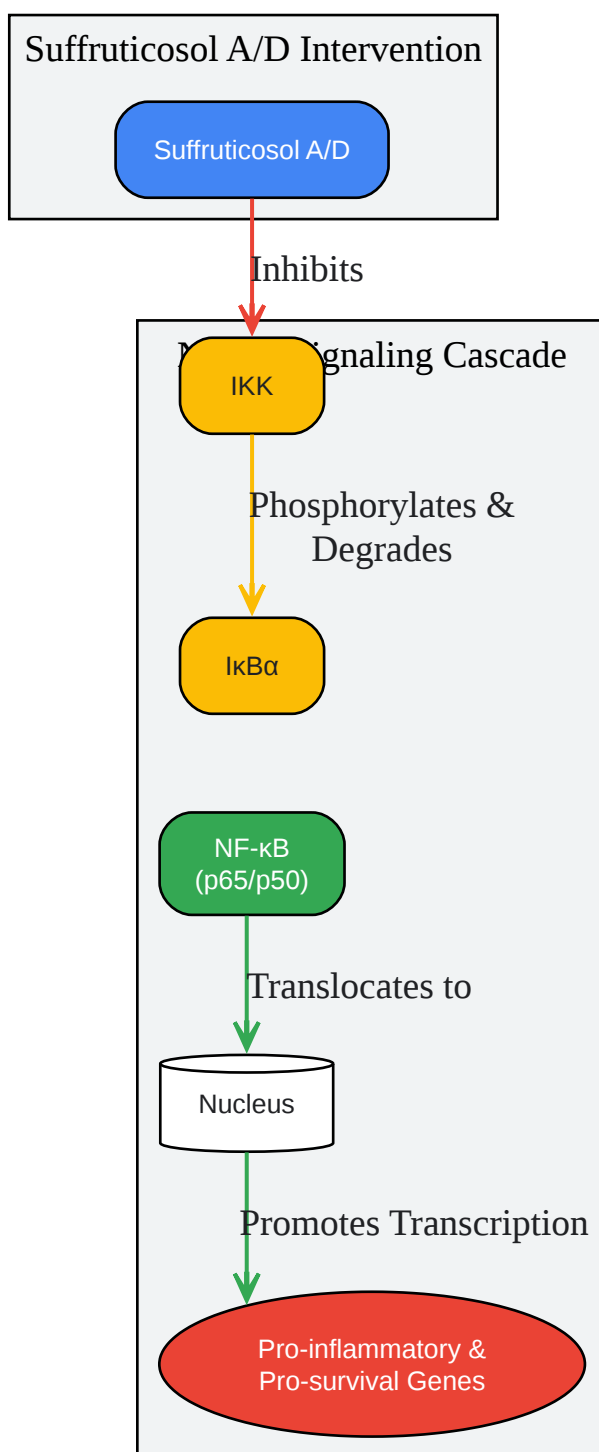 Suffruticosol A/D Intervention
Suffruticosol A/D
Inhibits
Signaling Cascade
IKK
Phosphorylates &
Degrades
IκBα
NF-κB
(p65/p50)
Translocates to
Nucleus
Promotes Transcription
Pro-inflammatory &
Pro-survival Genes